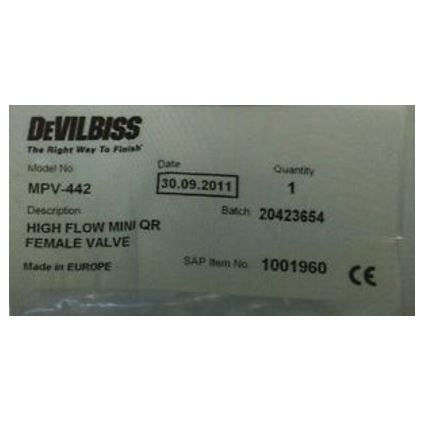 DEVILBISS
The Right Way To Finish
Model No Date Quantity
MPV-442 30.09.2011 1
Description Batch 20423654
HIGH FLOW MINI QR
FEMALE VALVE
Made in EUROPE SAP Item No. 1001960 CE